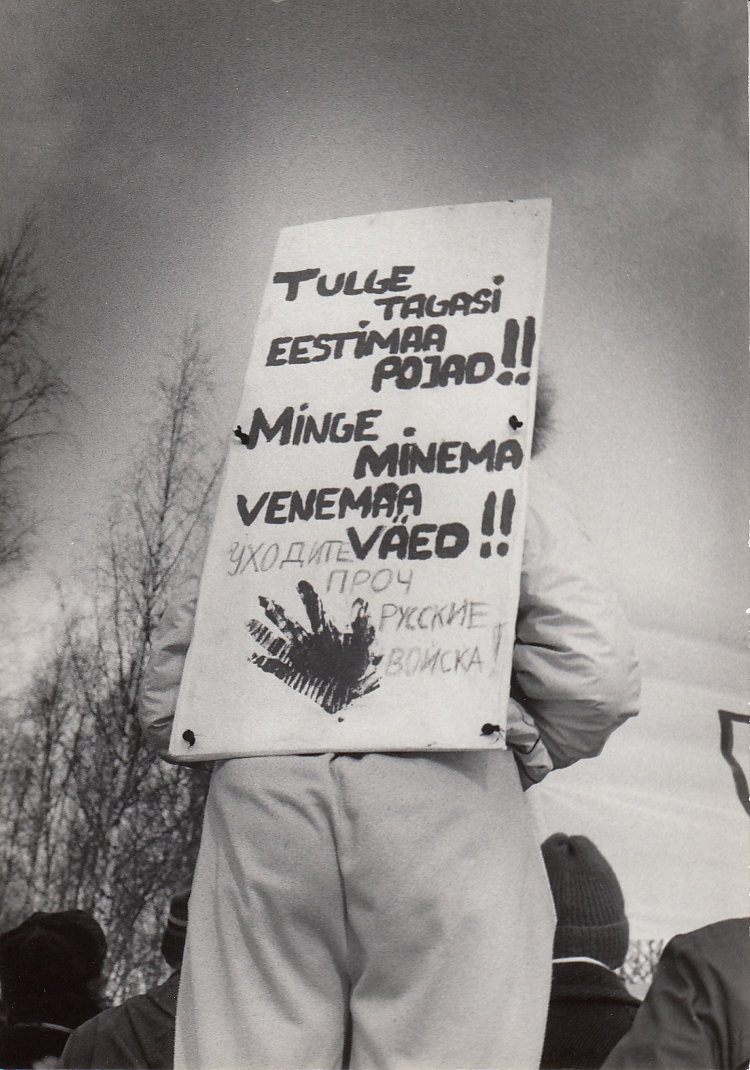 TULGE
TAGASI
EESTIMAA
POJAD!!
MINGE
MINEMA
VENEMAA
VÄED!!
УХОДИТЕ
ПРОЧ
РУССКИЕ
ВОЙСКА!